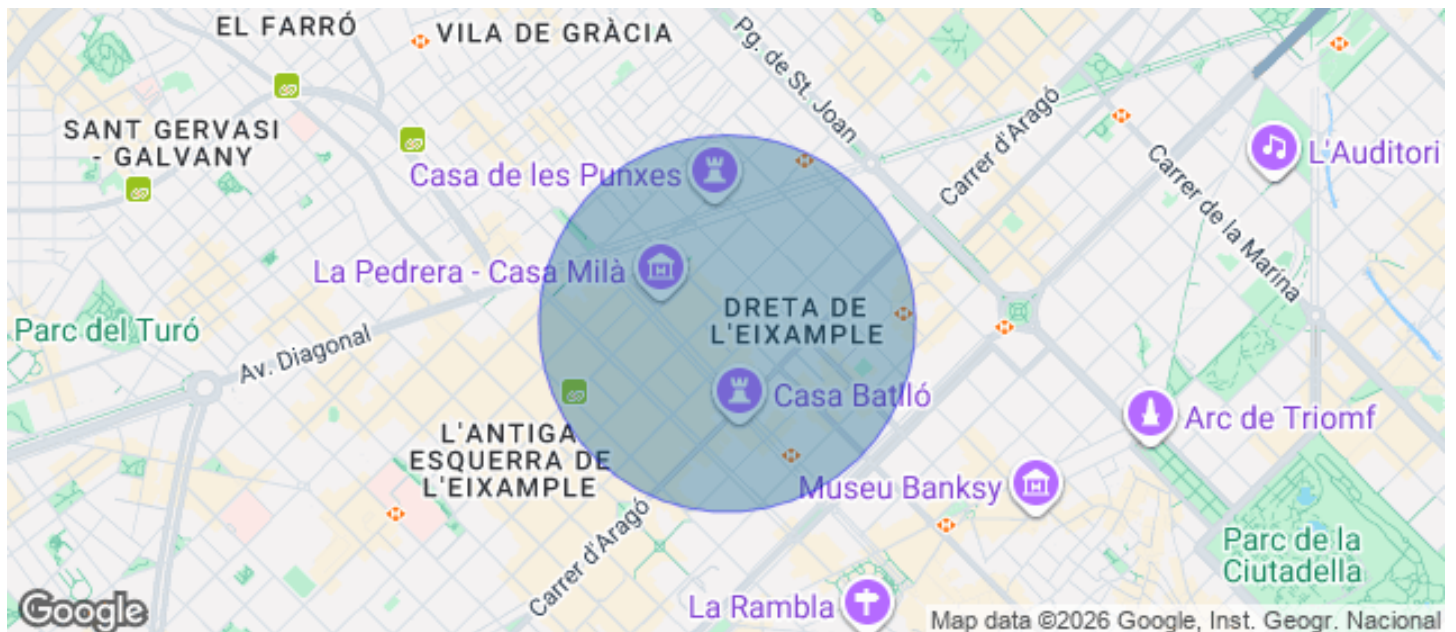 EL FARRÓ
VILA DE GRÀCIA
Pg. de St. Joan
SANT GERVASI
- GALVANY
Casa de les Punxes
Carrer d'Aragó
L'Auditori
Carrer de la Marina
La Pedrera - Casa Milà
DRETA DE
L'EIXAMPLE
Parc del Turó
Av. Diagonal
Casa Batlló
Arc de Triomf
L'ANTIGA
ESQUERRA DE
L'EIXAMPLE
Museu Banksy
Carrer d'Aragó
Parc de la
Ciutadella
La Rambla
Google
Map data ©2026 Google, Inst. Geogr. Nacional